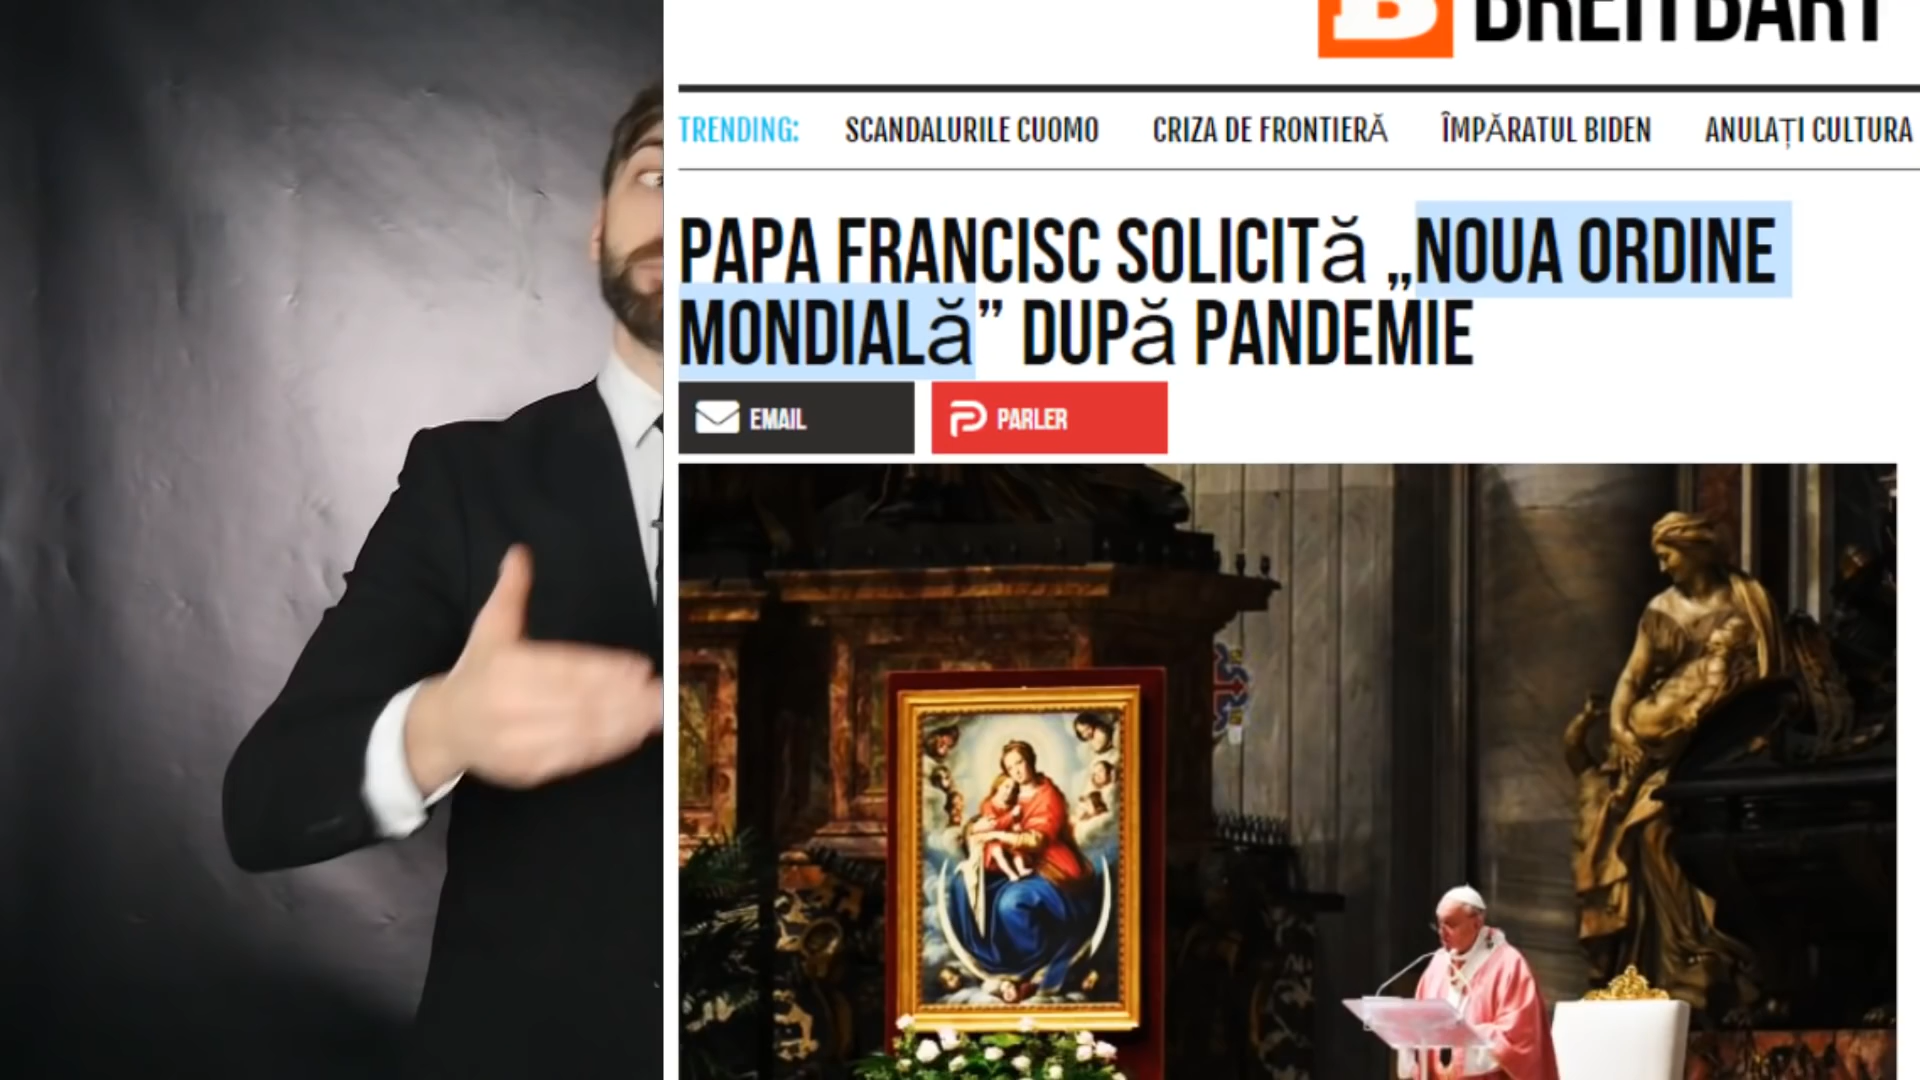 BREITBART
TRENDING: SCANDALURILE CUOMO CRIZA DE FRONTIERĂ ÎMPĂRATUL BIDEN ANULAȚI CULTURA
PAPA FRANCISC SOLICITă „NOUA ORDINE
MONDIALă” DUPă PANDEMIE
EMAIL PARLER